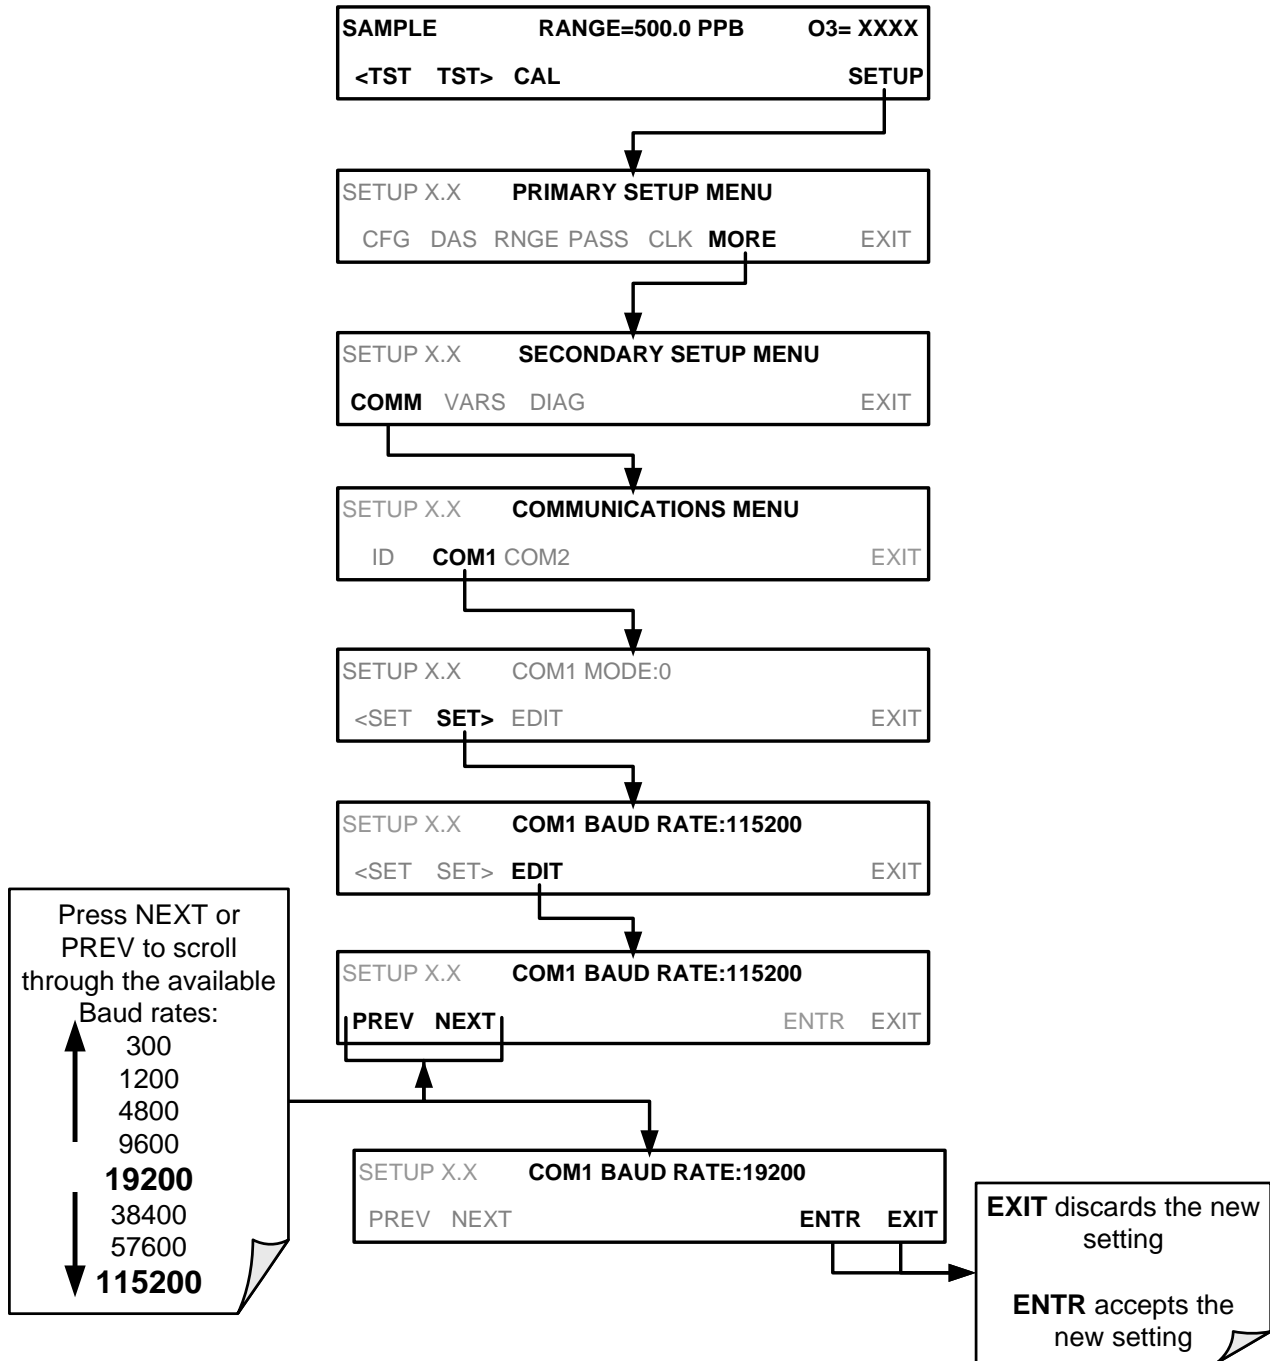 SAMPLE RANGE=500.0 PPB O3= XXXX
<TST TST> CAL SETUP
SETUP X.X PRIMARY SETUP MENU
CFG DAS RNGE PASS CLK MORE EXIT
SETUP X.X SECONDARY SETUP MENU
COMM VARS DIAG EXIT
SETUP X.X COMMUNICATIONS MENU
ID COM1 COM2 EXIT
SETUP X.X COM1 MODE:0
<SET SET> EDIT EXIT
SETUP X.X COM1 BAUD RATE:115200
<SET SET> EDIT EXIT
SETUP X.X COM1 BAUD RATE:115200
PREV NEXT ENTR EXIT
Press NEXT or
PREV to scroll
through the available
Baud rates:
300
1200
4800
9600
19200
38400
57600
115200
SETUP X.X COM1 BAUD RATE:19200
PREV NEXT ENTR EXIT
EXIT discards the new
setting
ENTR accepts the
new setting